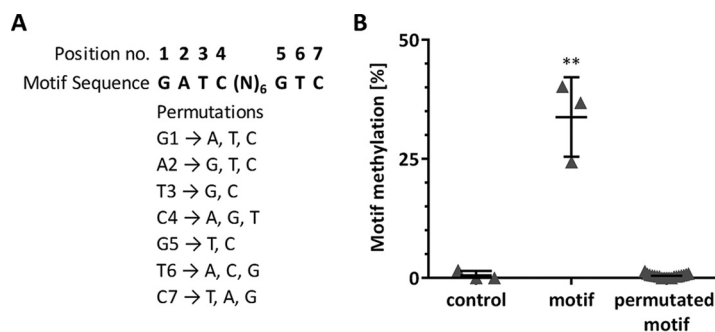 A
Position no. 1 2 3 4 5 6 7
Motif Sequence G A T C (N)₆ G T C
Permutations
G1 → A, T, C
A2 → G, T, C
T3 → G, C
C4 → A, G, T
G5 → T, C
T6 → A, C, G
C7 → T, A, G
B
Motif methylation [%]
50
25
0
**
control motif permutated
motif